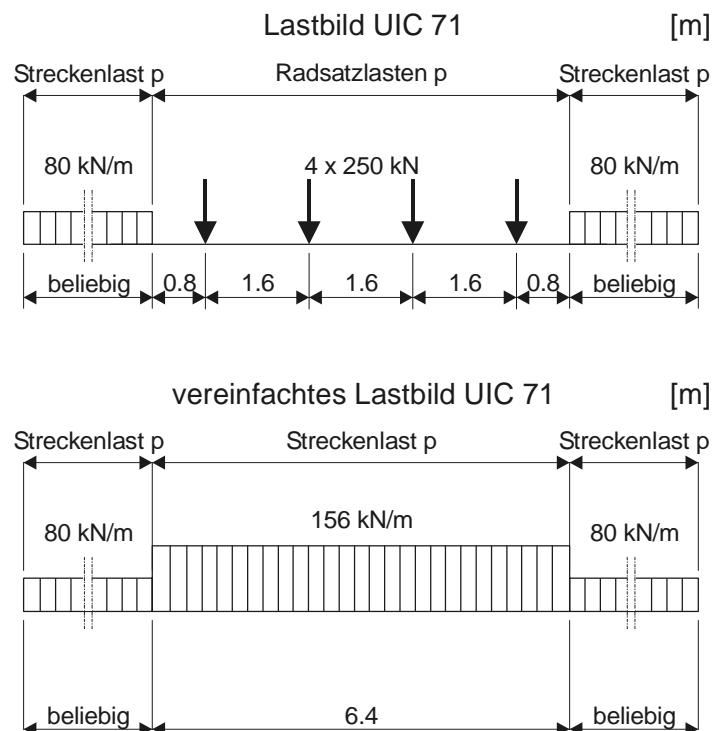 Lastbild UIC 71 [m]
Streckenlast p Radsatzlasten p Streckenlast p
80 kN/m 4 x 250 kN 80 kN/m
beliebig 0.8 1.6 1.6 1.6 0.8 beliebig
vereinfachtes Lastbild UIC 71 [m]
Streckenlast p Streckenlast p Streckenlast p
156 kN/m
80 kN/m 80 kN/m
beliebig 6.4 beliebig